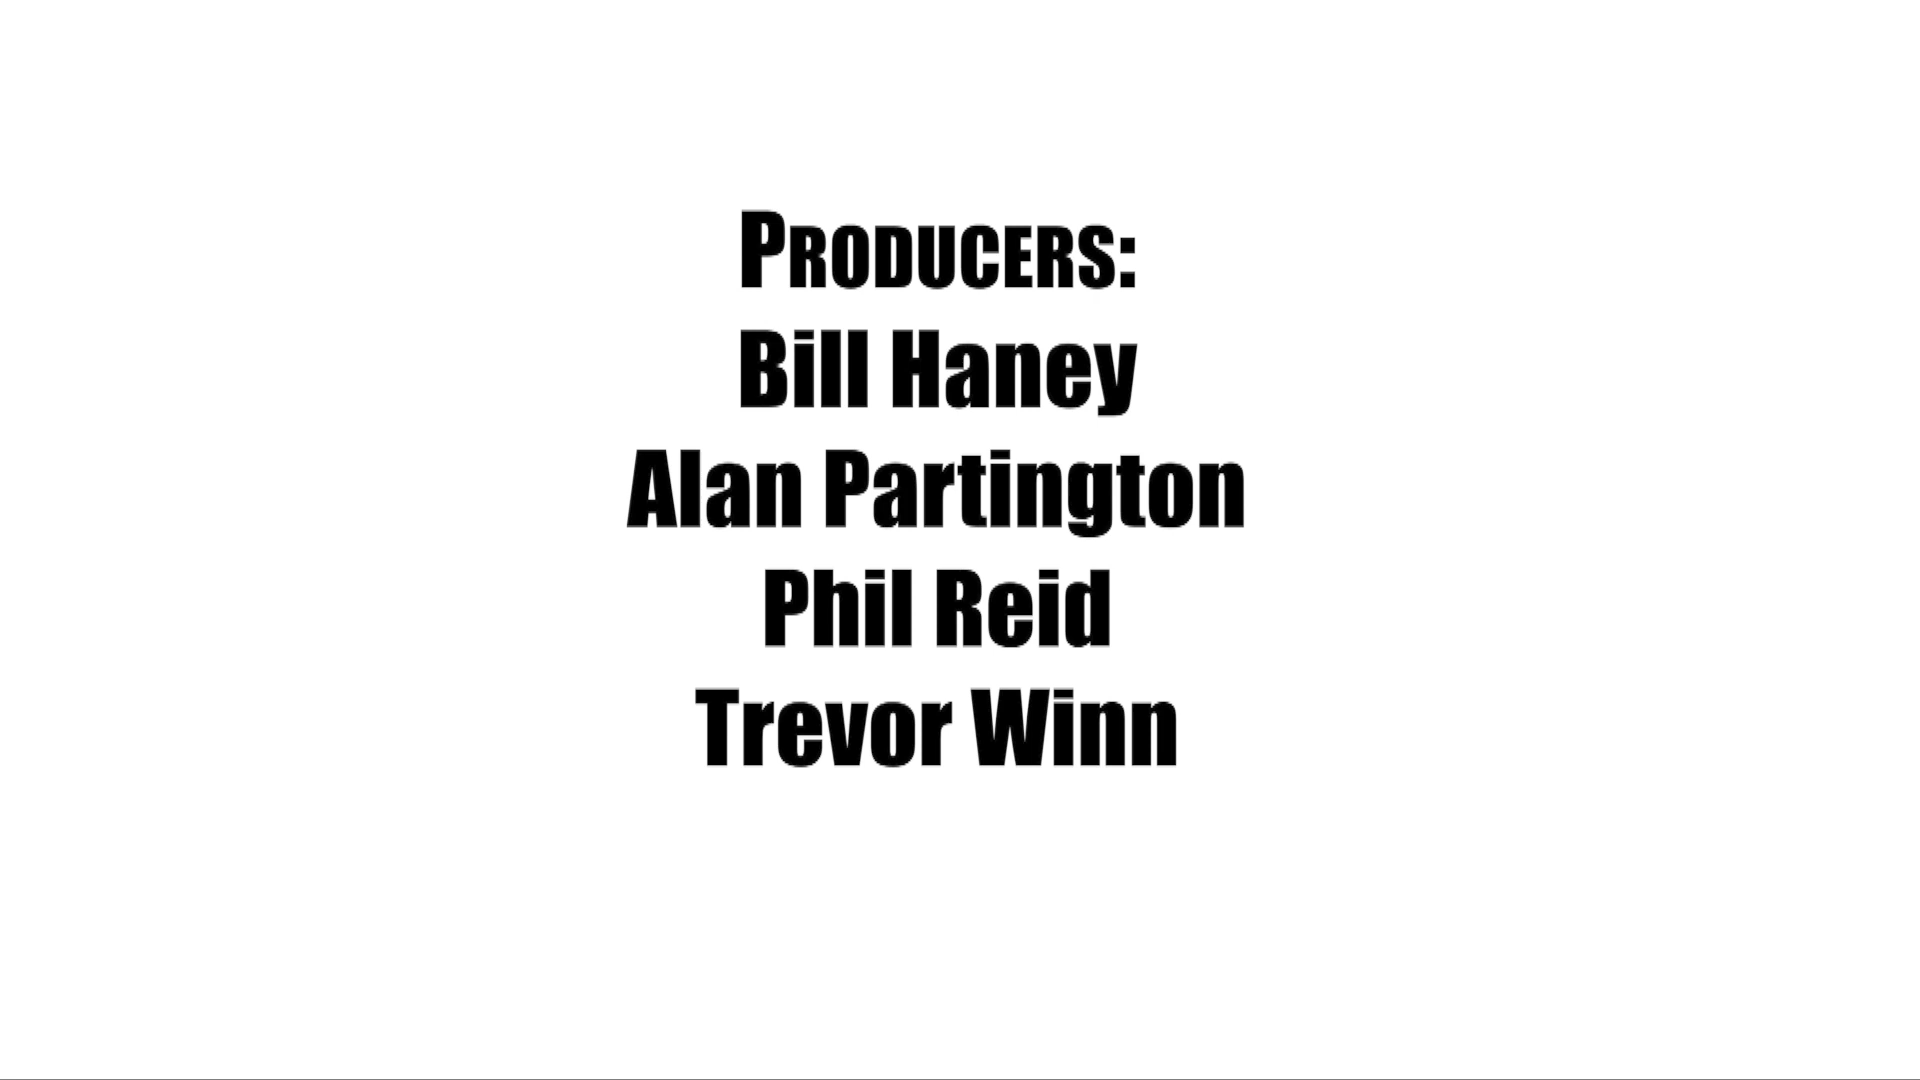 Producers:
Bill Haney
Alan Partington
Phil Reid
Trevor Winn